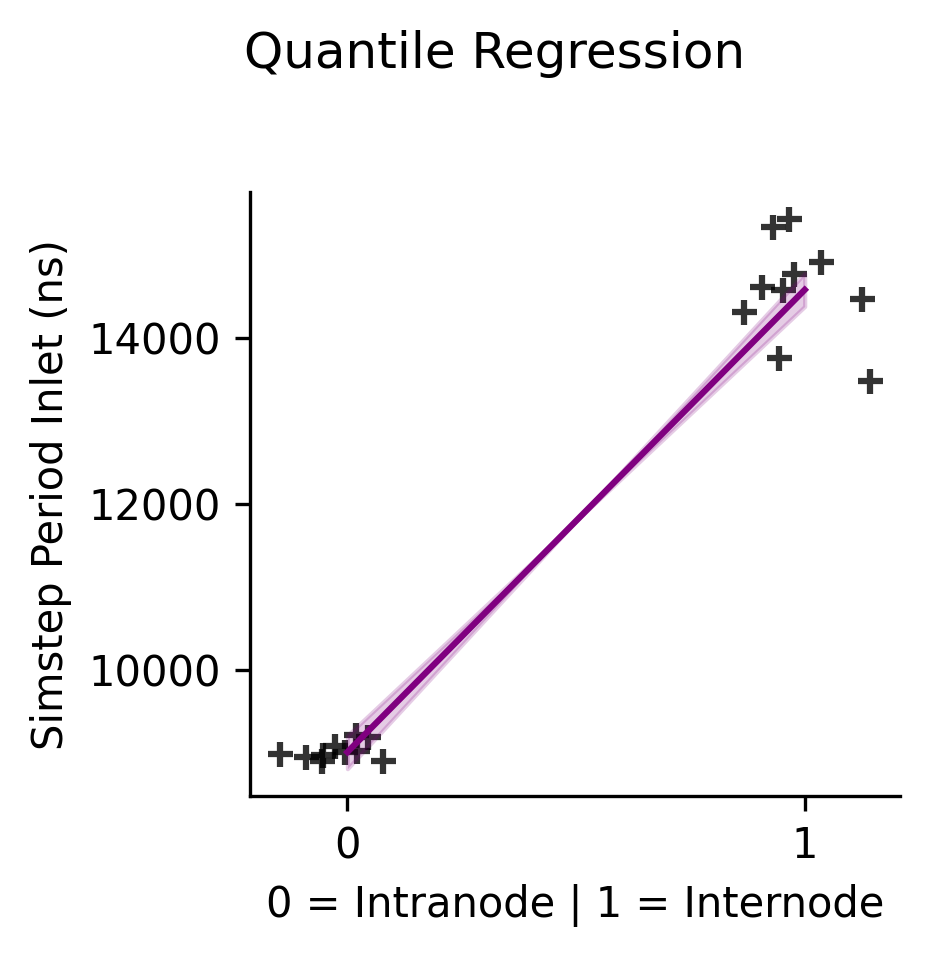 Quantile Regression
Simstep Period Inlet (ns)
14000
12000
10000
0
1
0 = Intranode | 1 = Internode